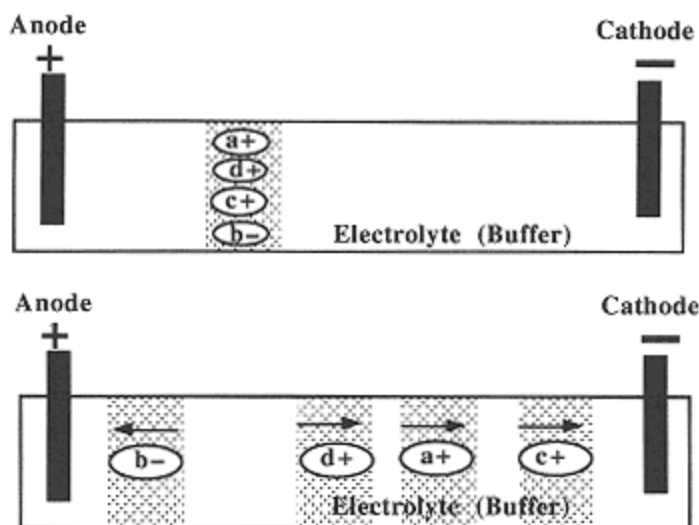 Anode
Cathode
+
−
a+
d+
c+
b−
Electrolyte (Buffer)
Anode
Cathode
+
−
b−
d+
a+
c+
Electrolyte (Buffer)